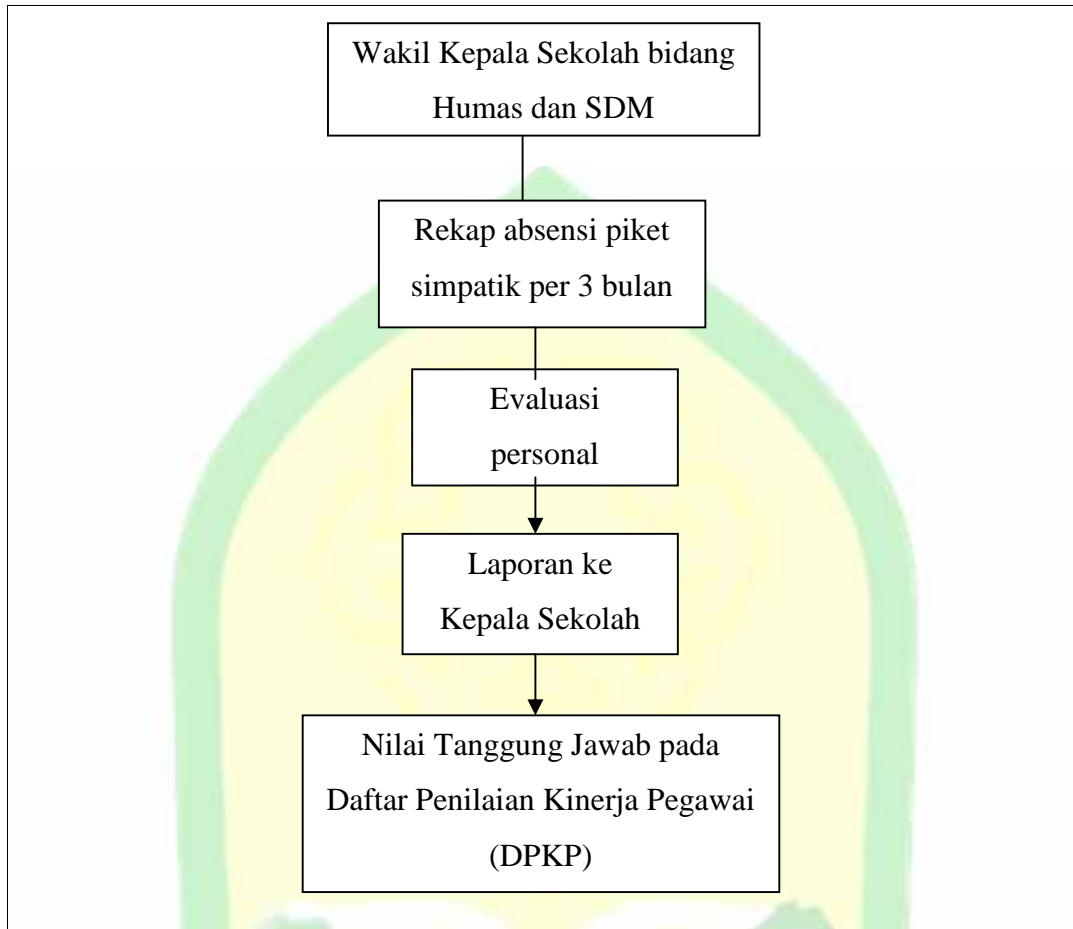 Wakil Kepala Sekolah bidang
Humas dan SDM
Rekap absensi piket
simpatik per 3 bulan
Evaluasi
personal
Laporan ke
Kepala Sekolah
Nilai Tanggung Jawab pada
Daftar Penilaian Kinerja Pegawai
(DPKP)